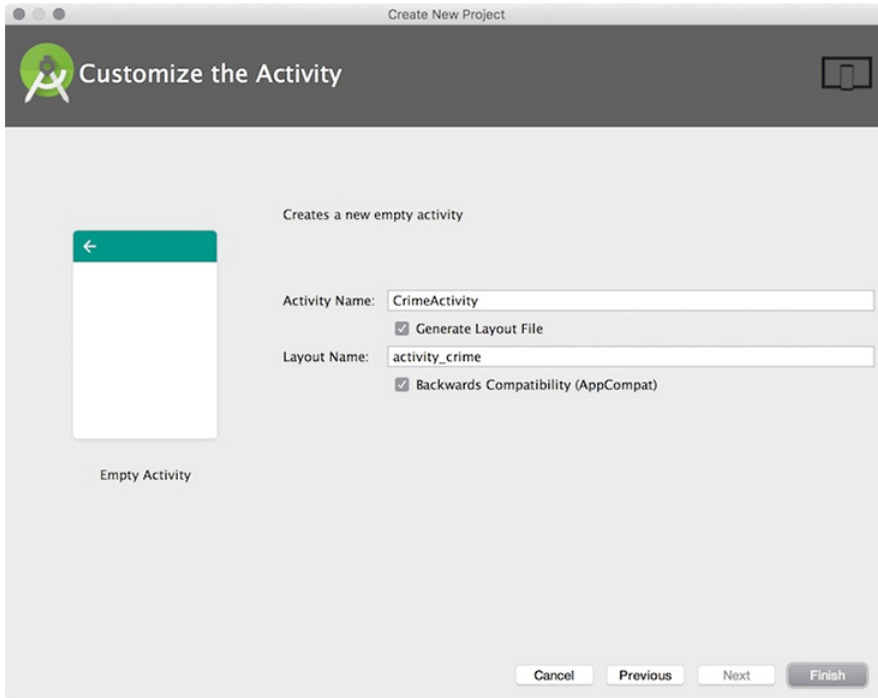 Create New Project
Customize the Activity
Creates a new empty activity
Activity Name: CrimeActivity
Generate Layout File
Layout Name: activity_crime
Backwards Compatibility (AppCompat)
Empty Activity
Cancel Previous Next Finish